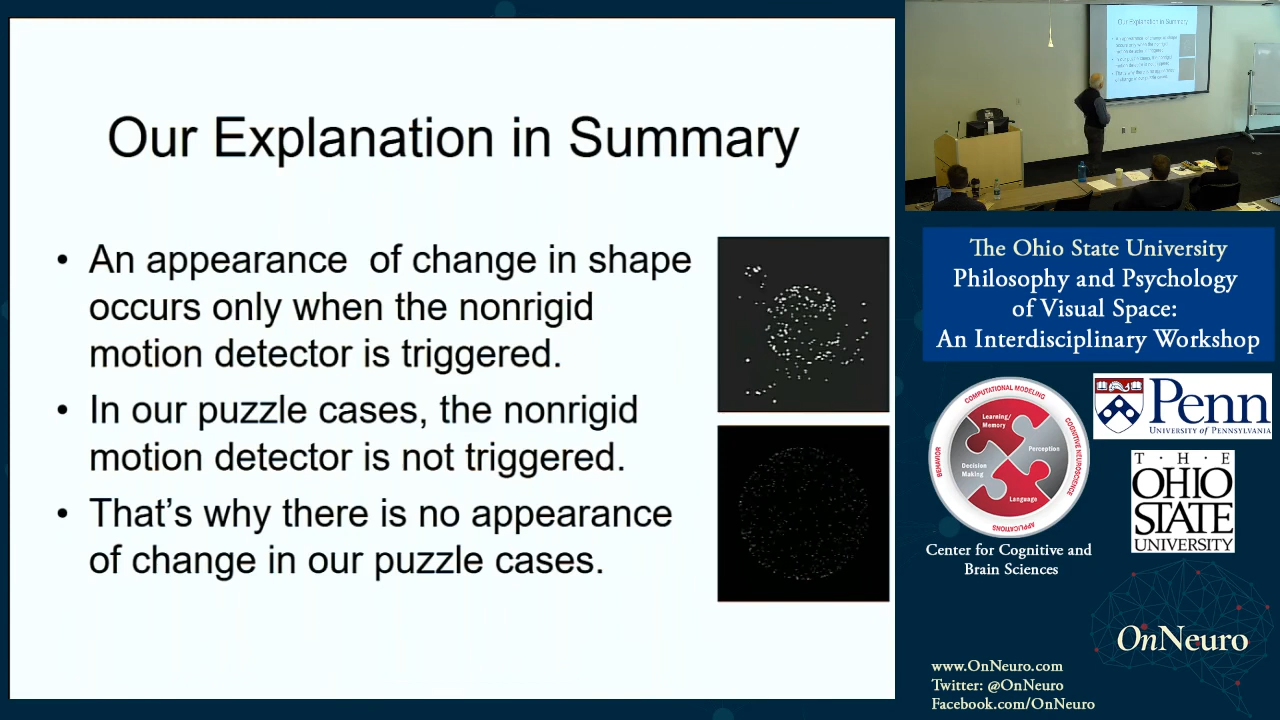 Our Explanation in Summary
• An appearance of change in shape
occurs only when the nonrigid
motion detector is triggered.
• In our puzzle cases, the nonrigid
motion detector is not triggered.
• That’s why there is no appearance
of change in our puzzle cases.
Our Explanation in Summary
The Ohio State University
Philosophy and Psychology
of Visual Space:
An Interdisciplinary Workshop
COMPUTATIONAL MODELING
COGNITIVE NEUROSCIENCE
APPLICATIONS
BEHAVIOR
Learning/
Memory
Perception
Decision
Making
Language
Center for Cognitive and
Brain Sciences
Penn
UNIVERSITY of PENNSYLVANIA
T · H · E
OHIO
STATE
UNIVERSITY
OnNeuro
www.OnNeuro.com
Twitter: @OnNeuro
Facebook.com/OnNeuro